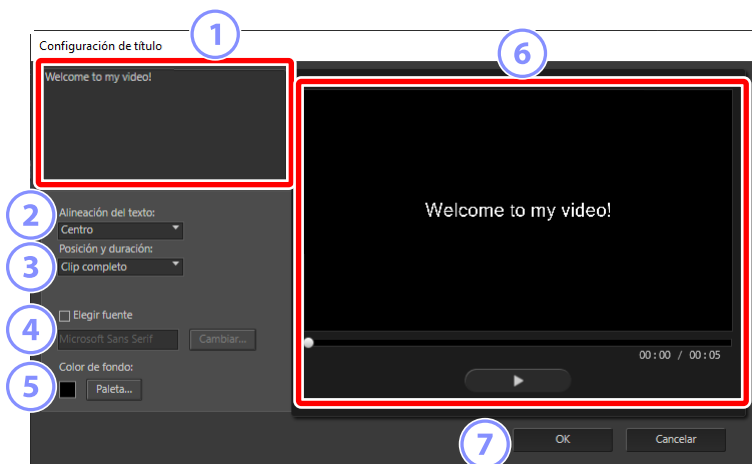 1
Configuración de título
6
Welcome to my video!
Welcome to my video!
2
Alineación del texto:
Centro
Posición y duración:
3
Clip completo
Elegir fuente
4
Microsoft Sans Serif
Cambiar...
00:00 / 00:05
Color de fondo:
5
Paleta...
7
OK
Cancelar